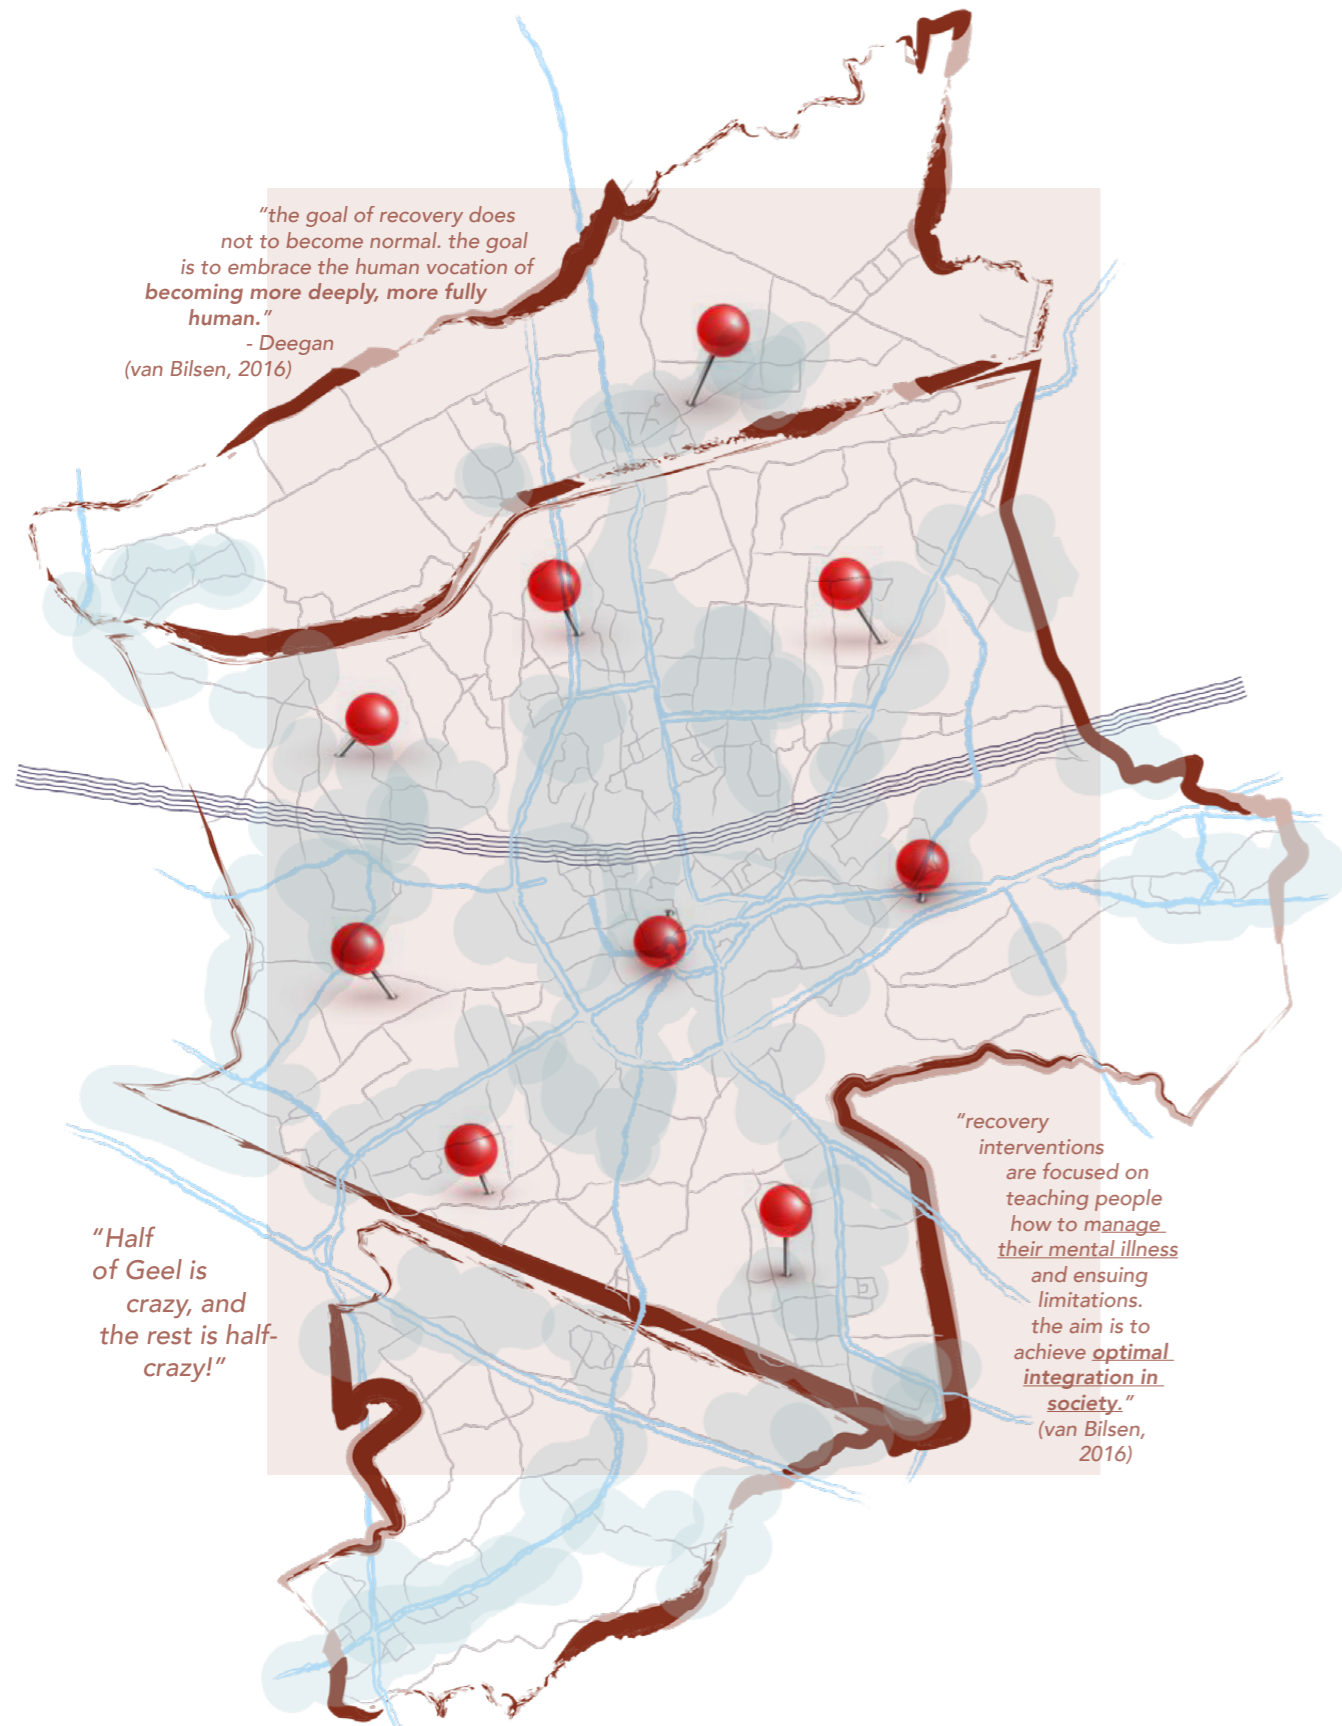 “the goal of recovery does
not to become normal. the goal
is to embrace the human vocation of
becoming more deeply, more fully
human.”
- Deegan
(van Bilsen, 2016)
“recovery
interventions
are focused on
teaching people
how to manage
their mental illness
and ensuing
limitations.
the aim is to
achieve optimal
integration in
society.”
(van Bilsen,
2016)
“Half
of Geel is
crazy, and
the rest is half-
crazy!”